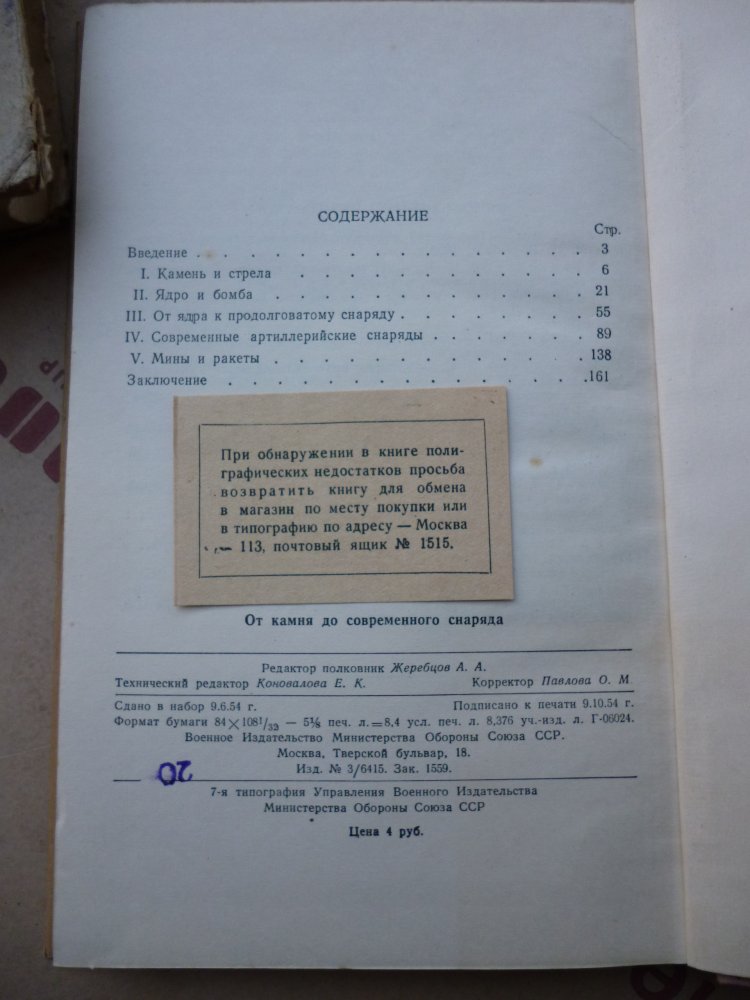 СОДЕРЖАНИЕ
Стр.
Введение . . . . . . . . . . . . . . . . 3
I. Камень и стрела . . . . . . . . . . . . 6
II. Ядро и бомба . . . . . . . . . . . . . 21
III. От ядра к продолговатому снаряду . . . . . . . 55
IV. Современные артиллерийские снаряды . . . . . . 89
V. Мины и ракеты . . . . . . . . . . . . . 138
Заключение . . . . . . . . . . . . . . . 161
При обнаружении в книге поли-
графических недостатков просьба
возвратить книгу для обмена
в магазин по месту покупки или
в типографию по адресу — Москва
113, почтовый ящик № 1515.
От камня до современного снаряда
Редактор полковник Жеребцов А. А.
Технический редактор Коновалова Е. К. Корректор Павлова О. М.
Сдано в набор 9.6.54 г. Подписано к печати 9.10.54 г.
Формат бумаги 84×108¹/₃₂ — 5¼ печ. л.=8,4 усл. печ. л. 8,376 уч.-изд. л. Г-06024.
Военное Издательство Министерства Обороны Союза ССР.
Москва, Тверской бульвар, 18.
Изд. № 3/6415. Зак. 1559.
20
7-я типография Управления Военного Издательства
Министерства Обороны Союза ССР
Цена 4 руб.